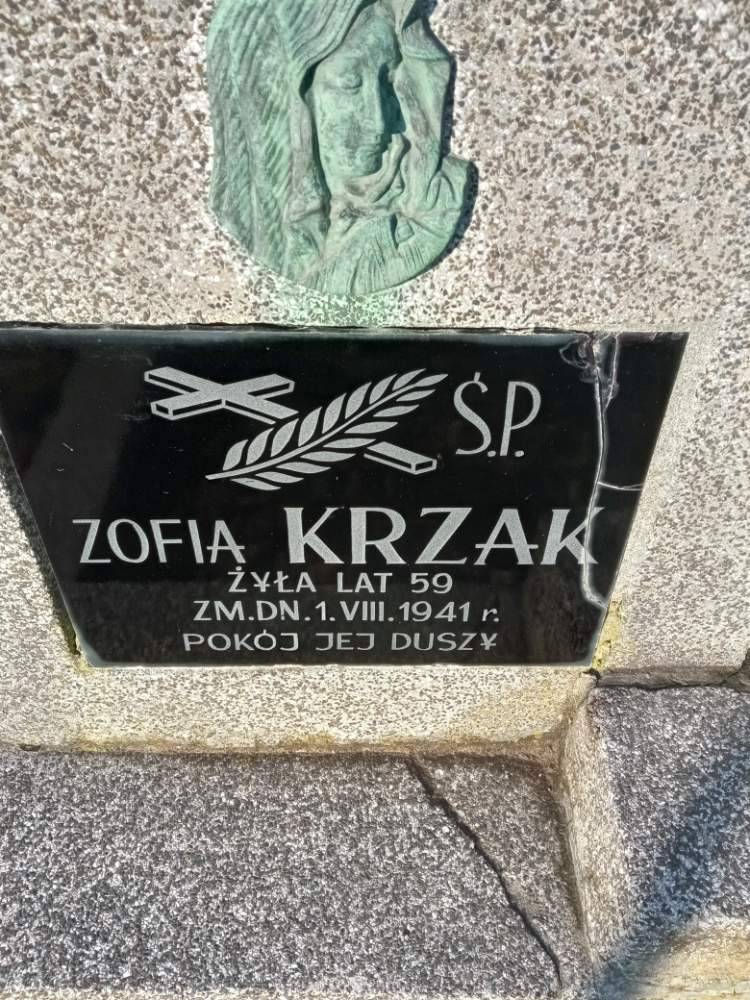 Ś.P.
ZOFIA KRZAK
ŻYŁA LAT 59
ZM.DN.1.VIII.1941 r.
POKÓJ JEJ DUSZY